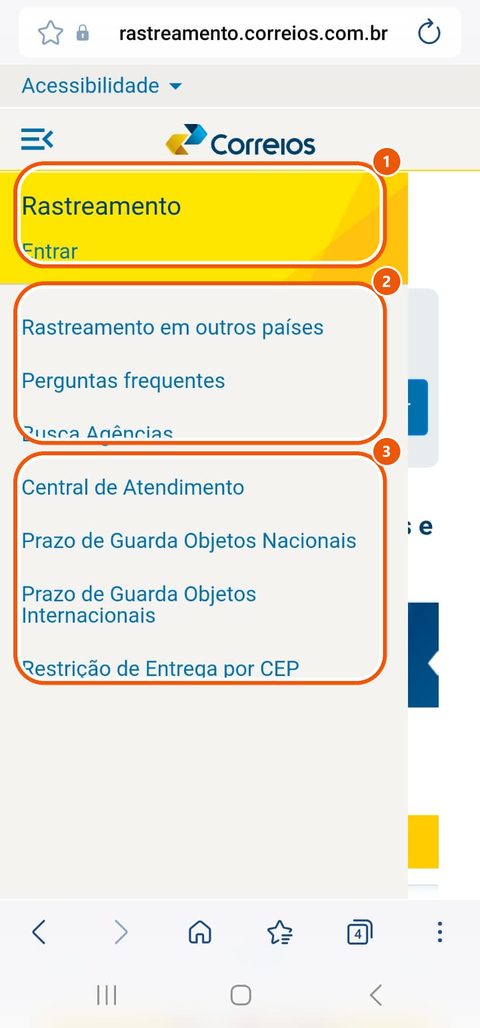 rastreamento.correios.com.br
Acessibilidade
Correios
1
Rastreamento
Entrar
2
Rastreamento em outros países
Perguntas frequentes
Busca Agências
3
Central de Atendimento
Prazo de Guarda Objetos Nacionais
s e
Prazo de Guarda Objetos
Internacionais
Restrição de Entrega por CEP
4